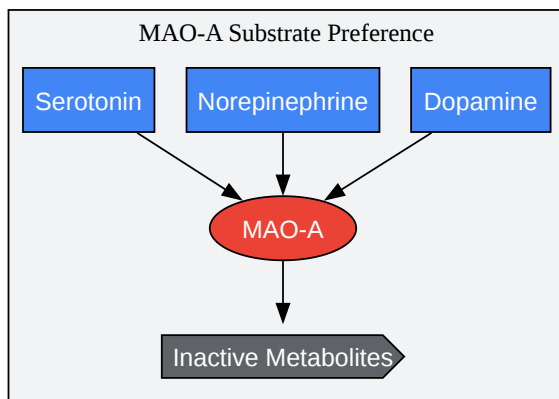 MAO-A Substrate Preference
Serotonin
Norepinephrine
Dopamine
MAO-A
Inactive Metabolites